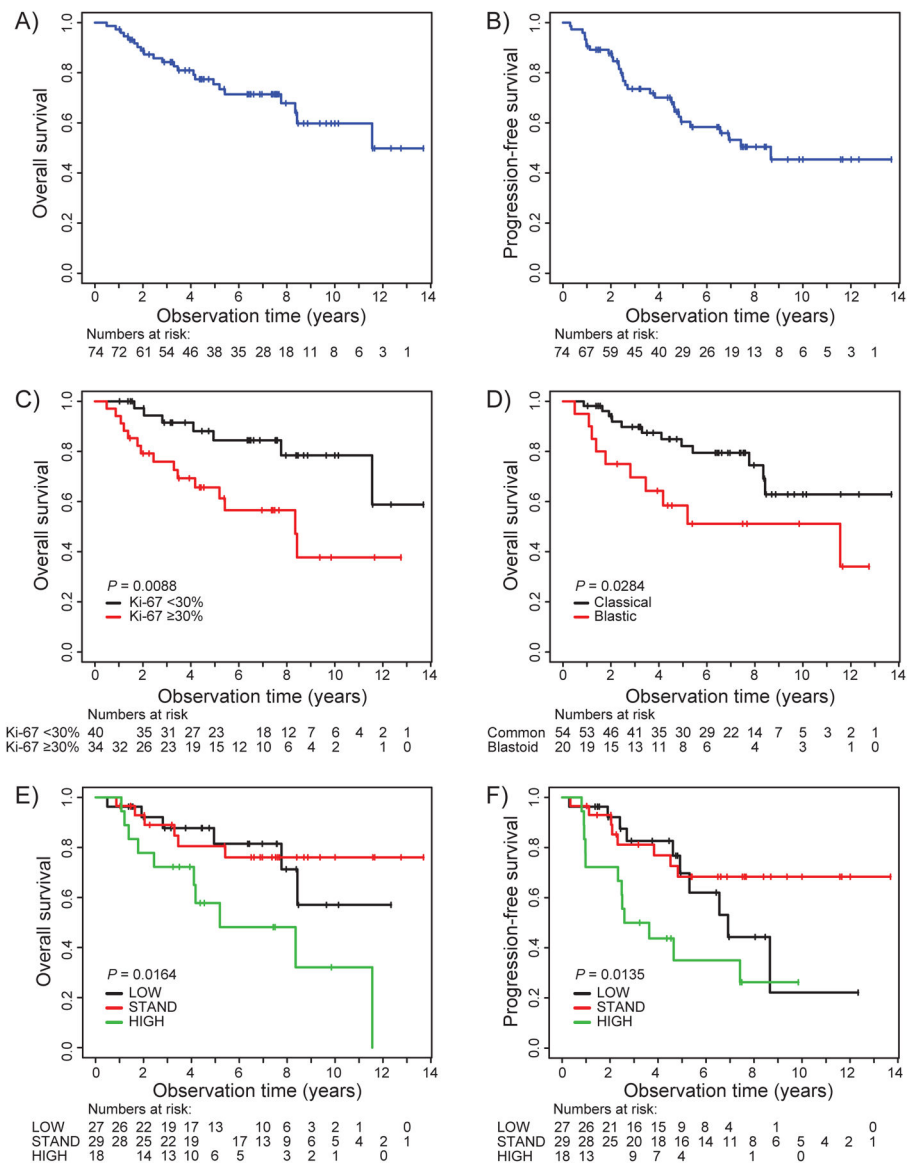 A)
Overall survival
1.0
0.8
0.6
0.4
0.2
0.0
0 2 4 6 8 10 12 14
Observation time (years)
Numbers at risk:
74 72 61 54 46 38 35 28 18 11 8 6 3 1
B)
Progression-free survival
1.0
0.8
0.6
0.4
0.2
0.0
0 2 4 6 8 10 12 14
Observation time (years)
Numbers at risk:
74 67 59 45 40 29 26 19 13 8 6 5 3 1
C)
Overall survival
1.0
0.8
0.6
0.4
0.2
0.0
P = 0.0088
Ki-67 <30%
Ki-67 ≥30%
0 2 4 6 8 10 12 14
Observation time (years)
Numbers at risk
Ki-67 <30% 40 35 31 27 23 18 12 7 6 4 2 1
Ki-67 ≥30% 34 32 26 23 19 15 12 10 6 4 2 1 0
D)
Overall survival
1.0
0.8
0.6
0.4
0.2
0.0
P = 0.0284
Classical
Blastic
0 2 4 6 8 10 12 14
Observation time (years)
Numbers at risk
Common 54 53 46 41 35 30 29 22 14 7 5 3 2 1
Blastoid 20 19 15 13 11 8 6 4 3 1 0
E)
Overall survival
1.0
0.8
0.6
0.4
0.2
0.0
P = 0.0164
LOW
STAND
HIGH
0 2 4 6 8 10 12 14
Observation time (years)
Numbers at risk:
LOW 27 26 22 19 17 13 10 6 3 2 1 0
STAND 29 28 25 22 19 17 13 9 6 5 4 2 1
HIGH 18 14 13 10 6 5 3 2 1 0
F)
Progression-free survival
1.0
0.8
0.6
0.4
0.2
0.0
P = 0.0135
LOW
STAND
HIGH
0 2 4 6 8 10 12 14
Observation time (years)
Numbers at risk:
LOW 27 26 21 16 15 9 8 4 1 0
STAND 29 28 25 20 18 16 14 11 8 6 5 4 2 1
HIGH 18 13 9 7 4 1 0